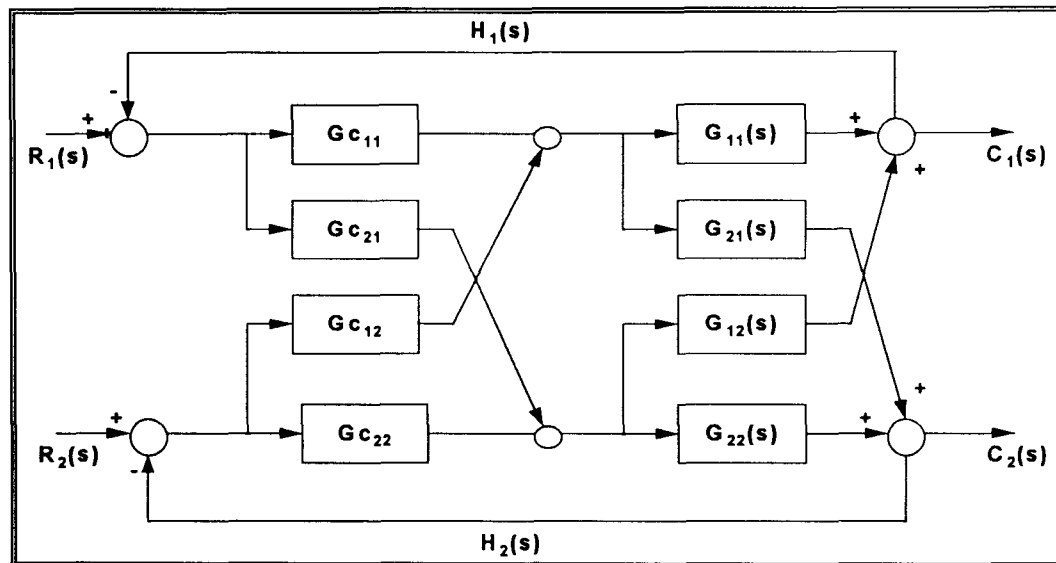 H₁(s)
- 
+
+
R₁(s)
Gc₁₁
G₁₁(s)
+
C₁(s)
+
Gc₂₁
G₂₁(s)
Gc₁₂
G₁₂(s)
+
R₂(s)
-
Gc₂₂
G₂₂(s)
+
+
C₂(s)
H₂(s)